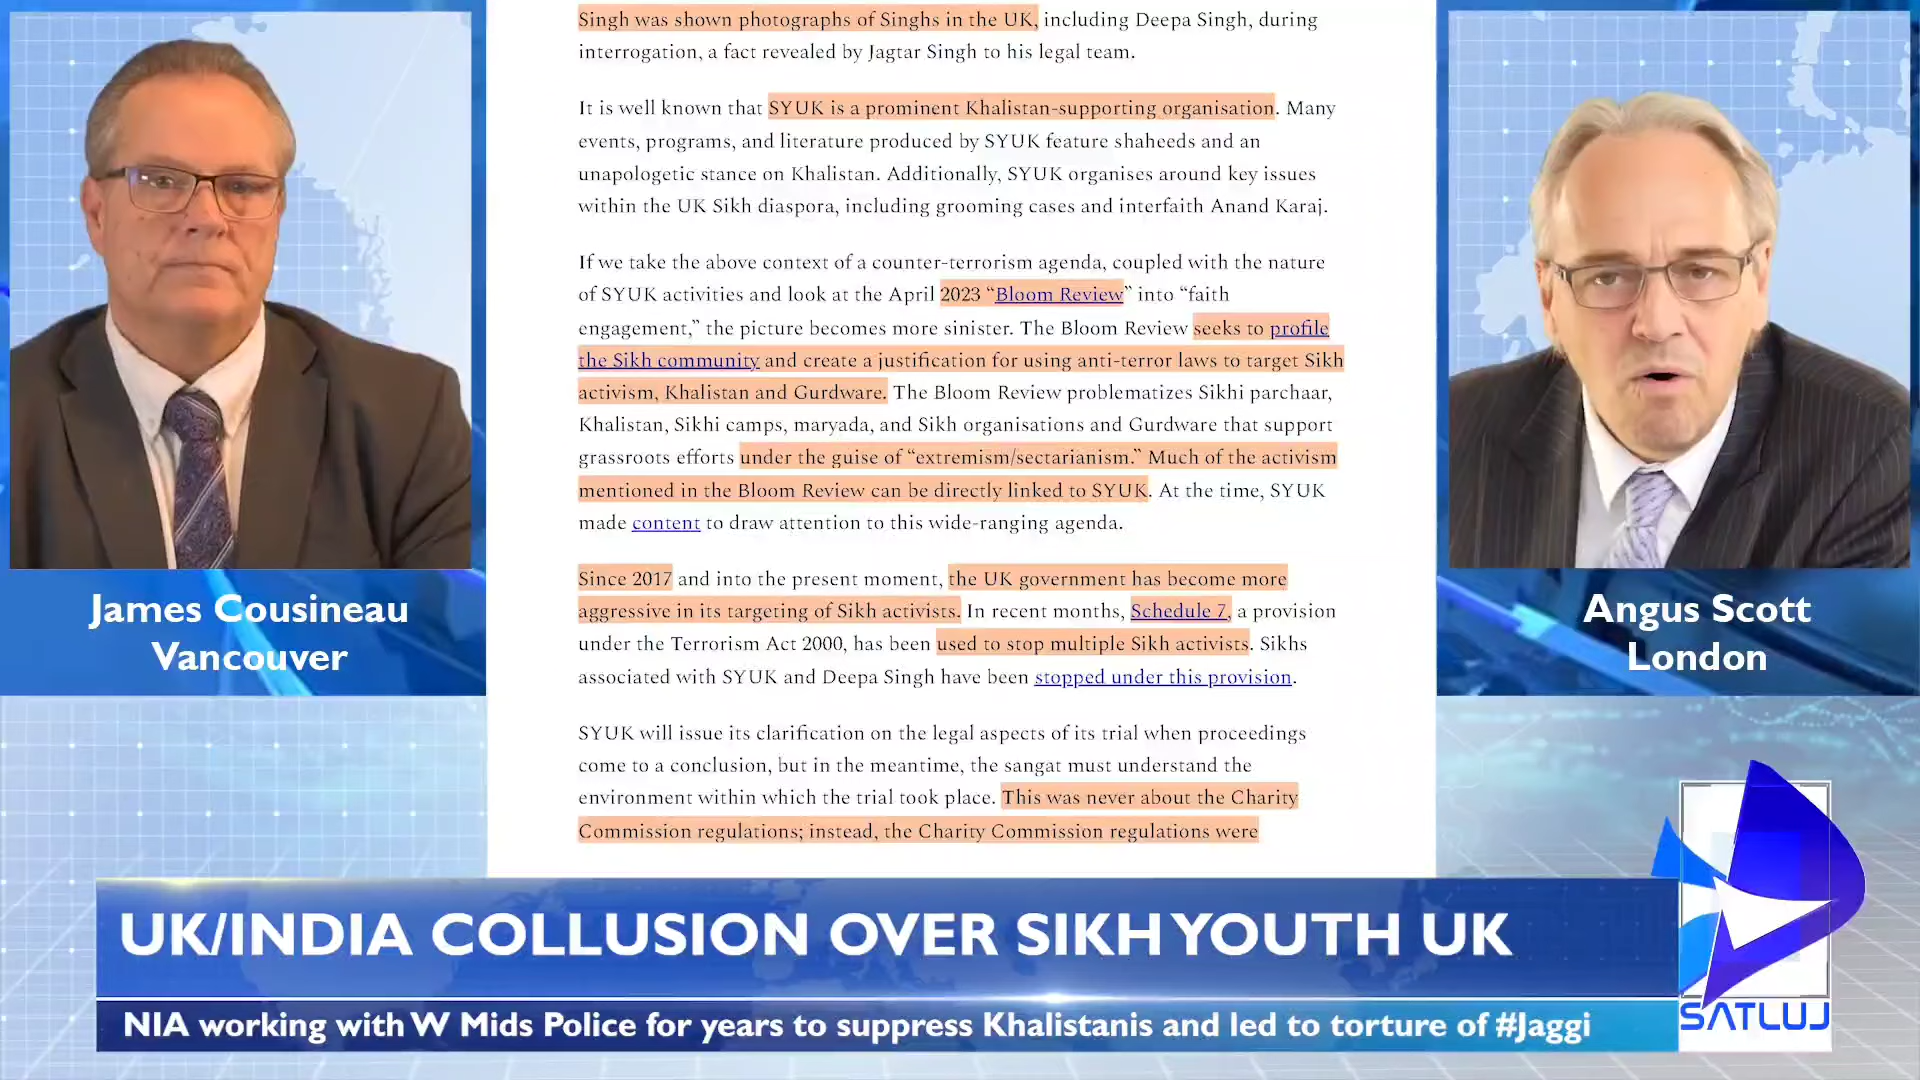 Singh was shown photographs of Singhs in the UK, including Deepa Singh, during
interrogation, a fact revealed by Jagtar Singh to his legal team.
It is well known that SYUK is a prominent Khalistan-supporting organisation. Many
events, programs, and literature produced by SYUK feature shaheeds and an
unapologetic stance on Khalistan. Additionally, SYUK organises around key issues
within the UK Sikh diaspora, including grooming cases and interfaith Anand Karaj.
If we take the above context of a counter-terrorism agenda, coupled with the nature
of SYUK activities and look at the April 2023 “Bloom Review” into “faith
engagement,” the picture becomes more sinister. The Bloom Review seeks to profile
the Sikh community and create a justification for using anti-terror laws to target Sikh
activism, Khalistan and Gurdware. The Bloom Review problematizes Sikhi parchaar,
Khalistan, Sikhi camps, maryada, and Sikh organisations and Gurdware that support
grassroots efforts under the guise of “extremism/sectarianism.” Much of the activism
mentioned in the Bloom Review can be directly linked to SYUK. At the time, SYUK
made content to draw attention to this wide-ranging agenda.
Since 2017 and into the present moment, the UK government has become more
aggressive in its targeting of Sikh activists. In recent months, Schedule 7, a provision
under the Terrorism Act 2000, has been used to stop multiple Sikh activists. Sikhs
associated with SYUK and Deepa Singh have been stopped under this provision.
SYUK will issue its clarification on the legal aspects of its trial when proceedings
come to a conclusion, but in the meantime, the sangat must understand the
environment within which the trial took place. This was never about the Charity
Commission regulations; instead, the Charity Commission regulations were
James Cousineau
Vancouver
Angus Scott
London
UK/INDIA COLLUSION OVER SIKH YOUTH UK
NIA working with W Mids Police for years to suppress Khalistanis and led to torture of #Jaggi
SATLUJ